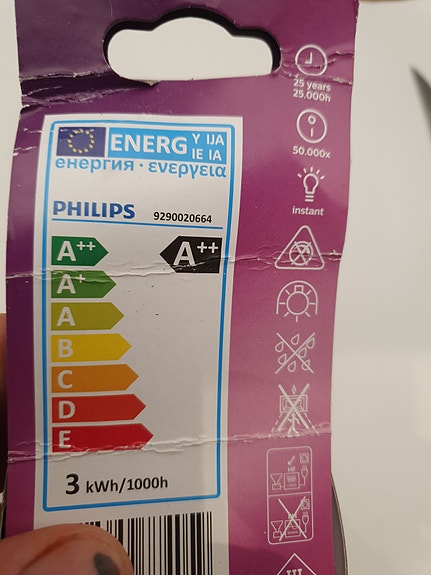 ENERG Y IJA
IE IA
енергия · ενεργεια
PHILIPS 9290020664
A++ A++
A+
A
B
C
D
E
3 kWh/1000h
25 years
25.000h
50.000x
instant